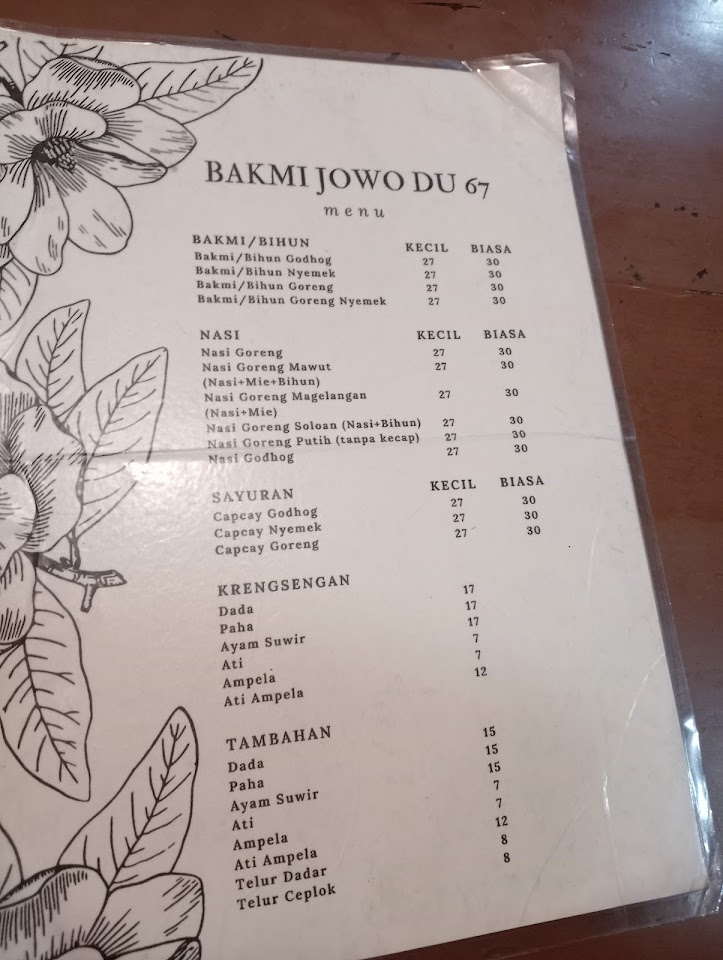 BAKMI JOWO DU 67
menu
BAKMI/BIHUN KECIL BIASA
Bakmi/Bihun Godhog 27 30
Bakmi/Bihun Nyemek 27 30
Bakmi/Bihun Goreng 27 30
Bakmi/Bihun Goreng Nyemek 27 30
NASI KECIL BIASA
Nasi Goreng 27 30
Nasi Goreng Mawut 27 30
(Nasi+Mie+Bihun)
Nasi Goreng Magelangan 27 30
(Nasi+Mie)
Nasi Goreng Soloan (Nasi+Bihun) 27 30
Nasi Goreng Putih (tanpa kecap) 27 30
Nasi Godhog 27 30
SAYURAN KECIL BIASA
Capcay Godhog 27 30
Capcay Nyemek 27 30
Capcay Goreng 27 30
KRENGSENGAN
Dada 17
Paha 17
Ayam Suwir 17
Ati 7
Ampela 7
Ati Ampela 12
TAMBAHAN
Dada 15
Paha 15
Ayam Suwir 15
Ati 7
Ampela 7
Ati Ampela 12
Telur Dadar 8
Telur Ceplok 8